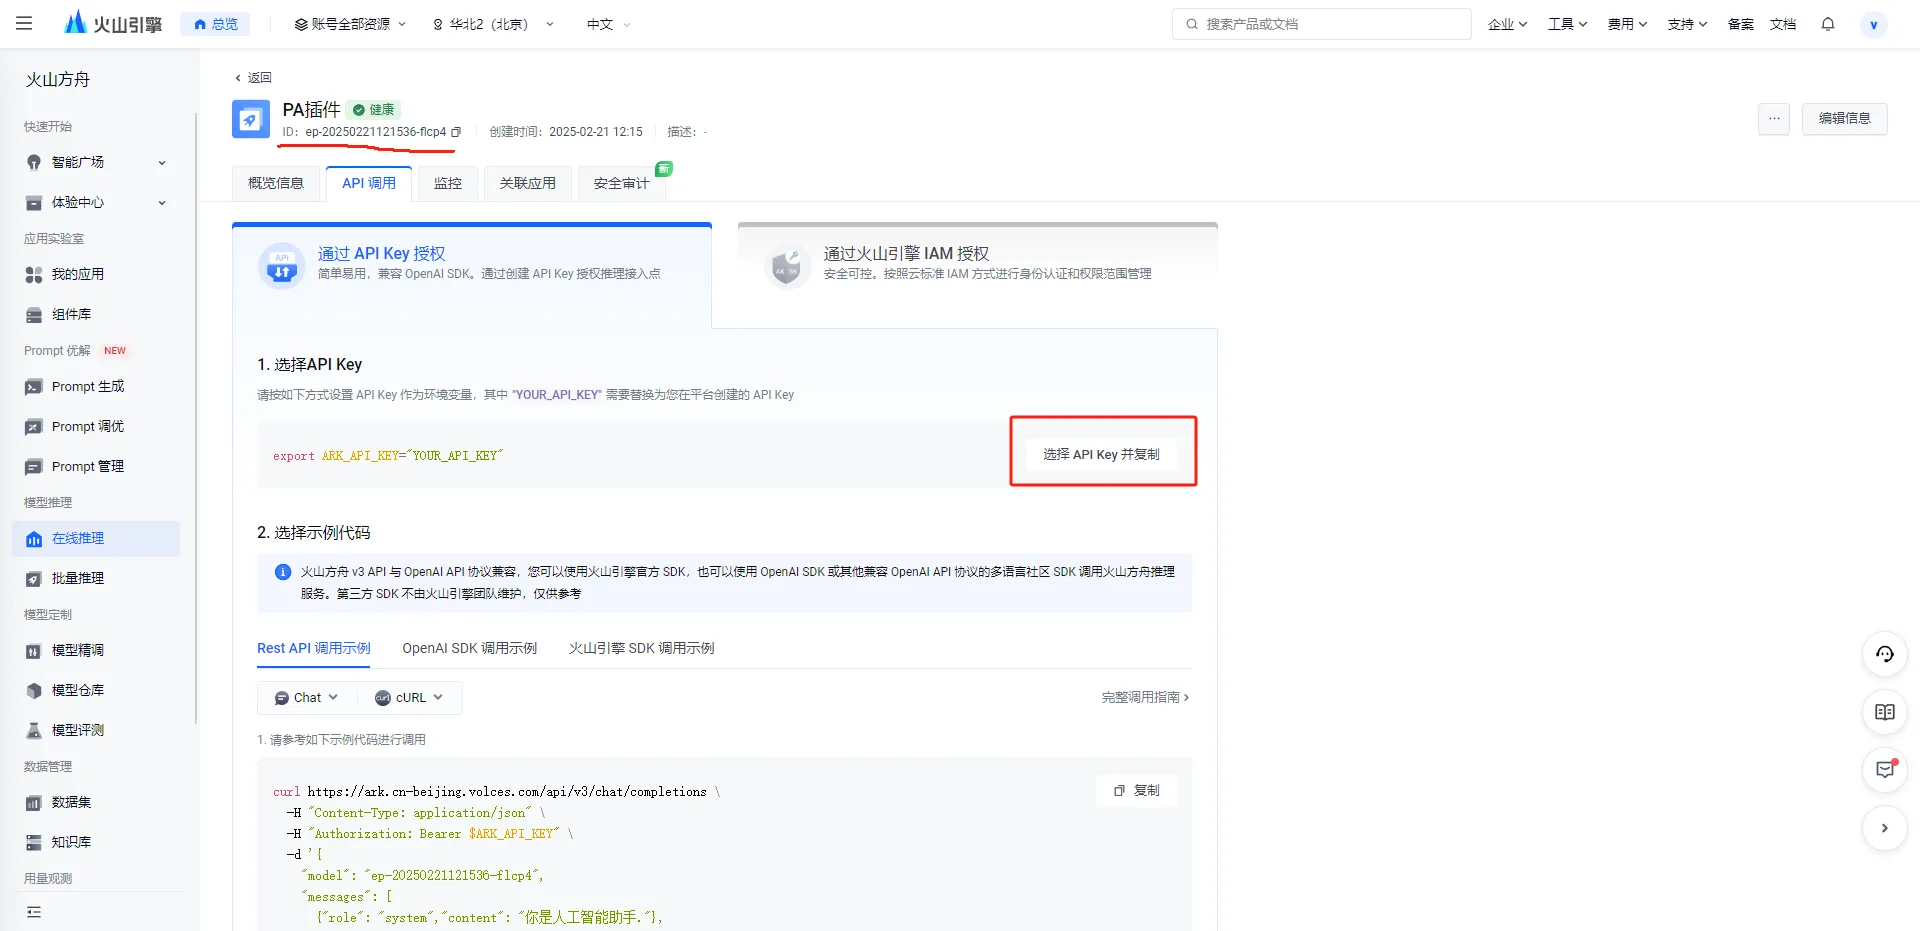 火山引擎
总览
账号全部资源
华北2（北京）
中文
搜索产品或文档
企业
工具
费用
支持
备案
文档
v
火山方舟
快速开始
智能广场
体验中心
应用实验室
我的应用
组件库
Prompt 优解 NEW
Prompt 生成
Prompt 调优
Prompt 管理
模型推理
在线推理
批量推理
模型定制
模型精调
模型仓库
模型评测
数据管理
数据集
知识库
用量观测
返回
PA插件 健康
ID：ep-20250221121536-flcp4
创建时间：2025-02-21 12:15
描述：-
...
编辑信息
概览信息
API 调用
监控
关联应用
安全审计
新
API
通过 API Key 授权
简单易用，兼容 OpenAI SDK。通过创建 API Key 授权推理接入点
AK SK
通过火山引擎 IAM 授权
安全可控。按照云标准 IAM 方式进行身份认证和权限范围管理
1. 选择API Key
请按如下方式设置 API Key 作为环境变量，其中 "YOUR_API_KEY" 需要替换为您在平台创建的 API Key
export ARK_API_KEY="YOUR_API_KEY"
选择 API Key 并复制
2. 选择示例代码
火山方舟 v3 API 与 OpenAI API 协议兼容，您可以使用火山引擎官方 SDK，也可以使用 OpenAI SDK 或其他兼容 OpenAI API 协议的多语言社区 SDK 调用火山方舟推理
服务。第三方 SDK 不由火山引擎团队维护，仅供参考
Rest API 调用示例
OpenAI SDK 调用示例
火山引擎 SDK 调用示例
Chat
curl cURL
完整调用指南
1. 请参考如下示例代码进行调用
复制
curl https://ark.cn-beijing.volces.com/api/v3/chat/completions \
-H "Content-Type: application/json" \
-H "Authorization: Bearer $ARK_API_KEY" \
-d '{
"model": "ep-20250221121536-flcp4",
"messages": [
{"role": "system","content": "你是人工智能助手."},